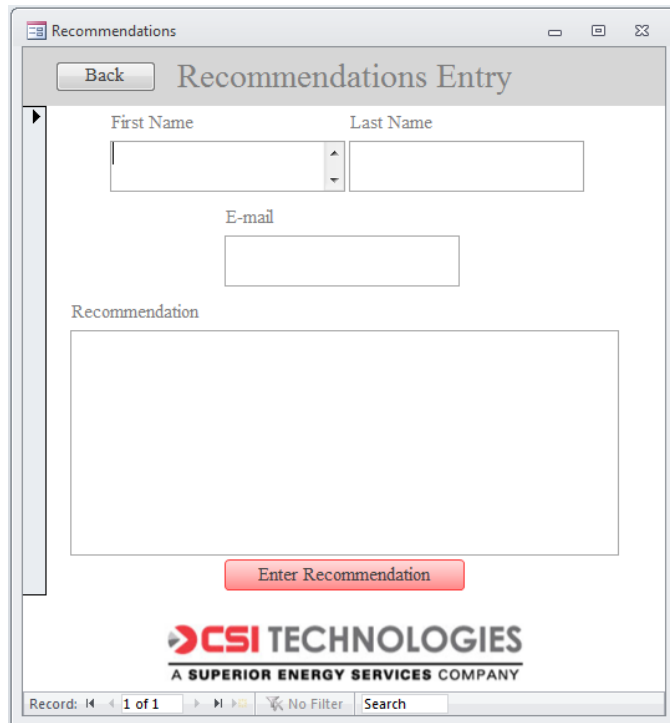 Recommendations
Back Recommendations Entry
First Name Last Name
E-mail
Recommendation
Enter Recommendation
CSI TECHNOLOGIES
A SUPERIOR ENERGY SERVICES COMPANY
Record: 1 of 1 No Filter Search